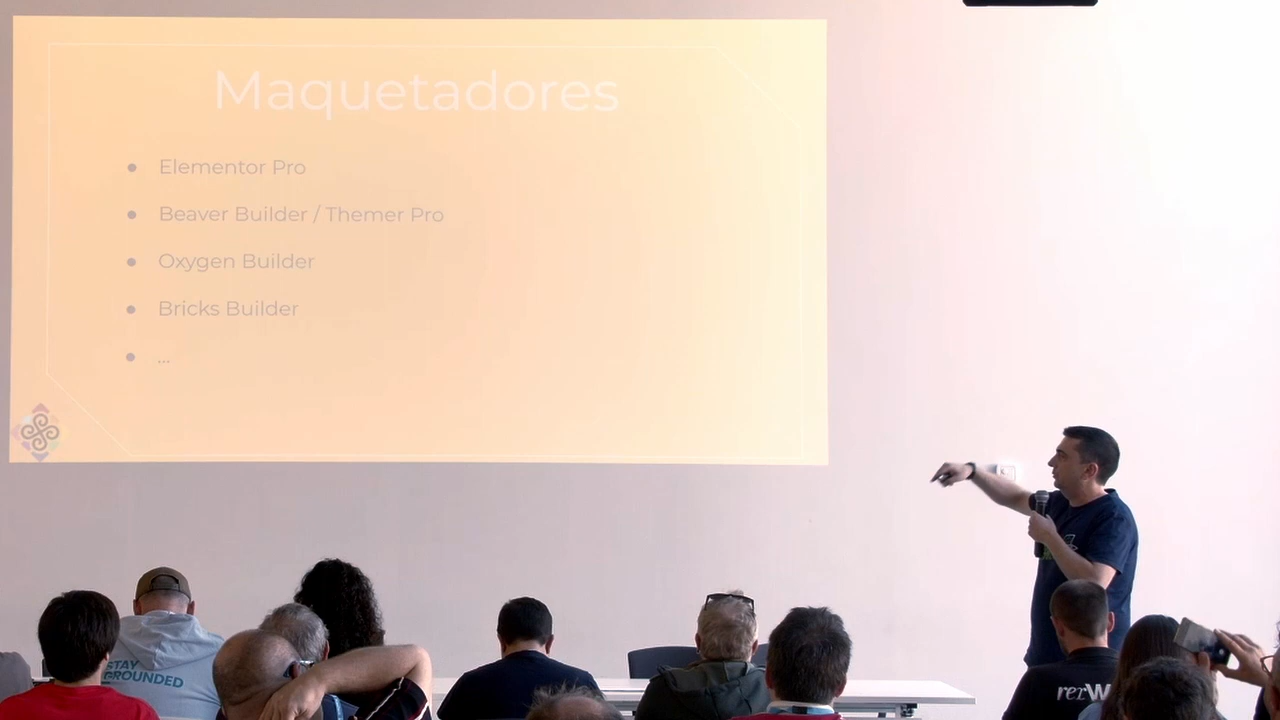 Maquetadores
● Elementor Pro
● Beaver Builder / Themer Pro
● Oxygen Builder
● Bricks Builder
● ...
STAY
GROUNDED